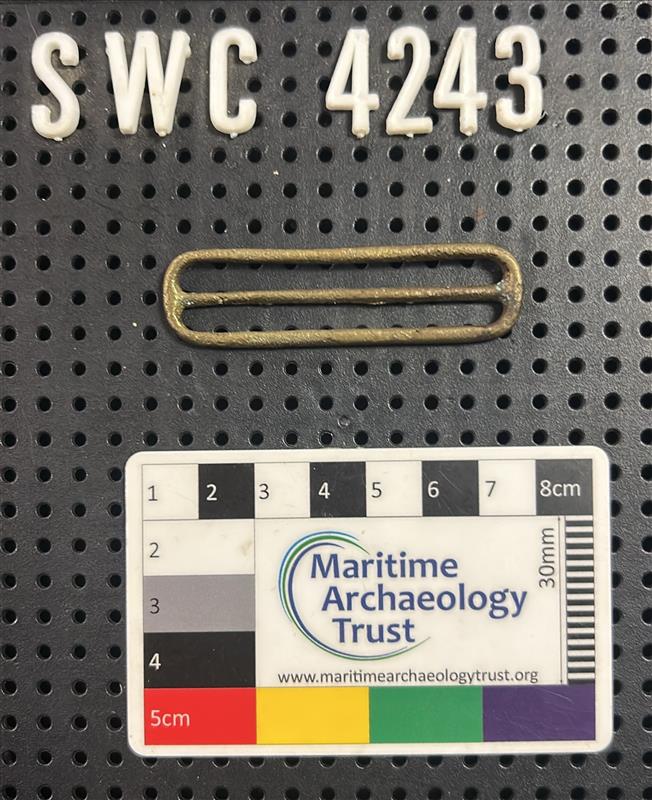 SWC 4243
1 2 3 4 5 6 7 8cm
2
3
4
5cm
30mm
Maritime
Archaeology
Trust
www.maritimearchaeologytrust.org